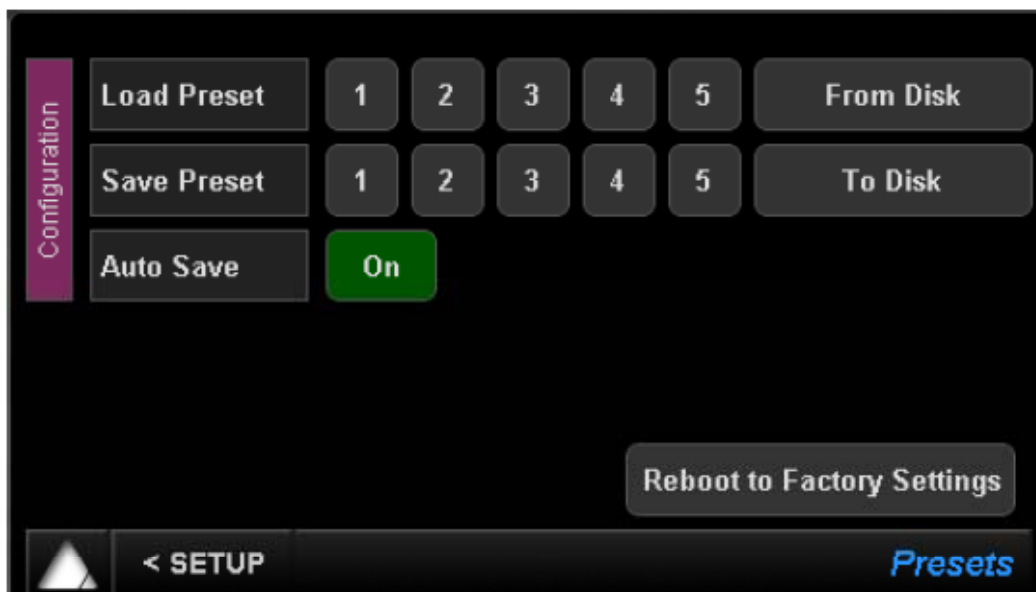 Configuration
Load Preset 1 2 3 4 5 From Disk
Save Preset 1 2 3 4 5 To Disk
Auto Save On
Reboot to Factory Settings
< SETUP Presets